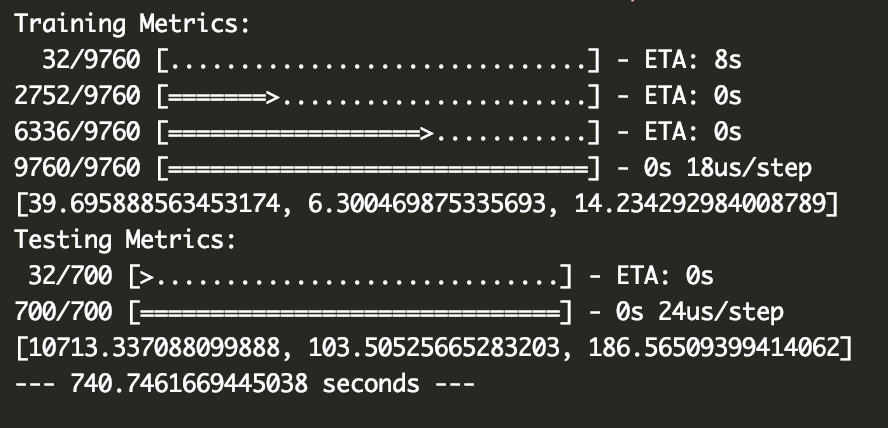 Training Metrics:
  32/9760 [..............................] - ETA: 8s
2752/9760 [=======>......................] - ETA: 0s
6336/9760 [==================>...........] - ETA: 0s
9760/9760 [==============================] - 0s 18us/step
[39.695888563453174, 6.300469875335693, 14.234292984008789]
Testing Metrics:
 32/700 [>.............................] - ETA: 0s
700/700 [==============================] - 0s 24us/step
[10713.337088099888, 103.50525665283203, 186.56509399414062]
--- 740.7461669445038 seconds ---